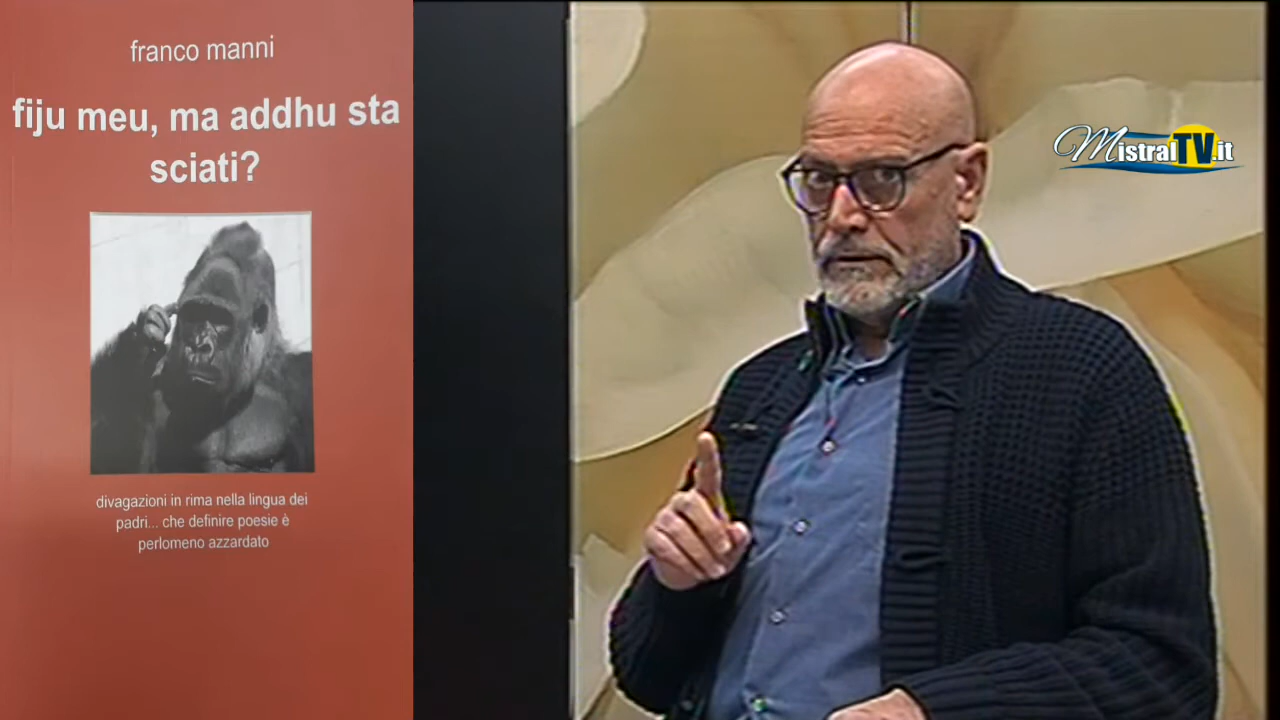 franco manni
fiju meu, ma addhu sta
sciati?
divagazioni in rima nella lingua dei
padri... che definire poesie è
perlomeno azzardato
MistralTV.it